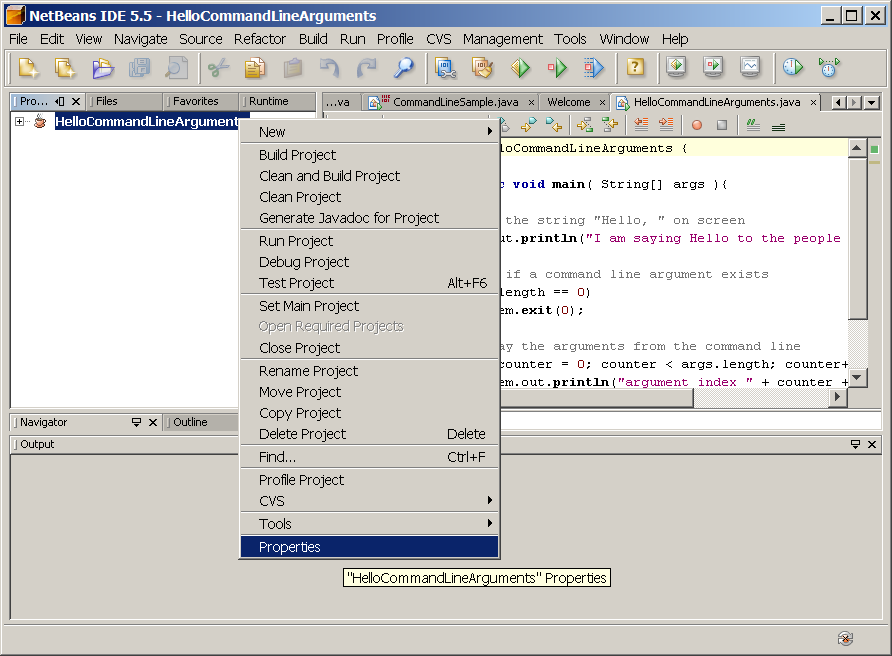 NetBeans IDE 5.5 - HelloCommandLineArguments
File Edit View Navigate Source Refactor Build Run Profile CVS Management Tools Window Help
Pro... Files Favorites Runtime ...va CommandLineSample.java Welcome HelloCommandLineArguments.java
HelloCommandLineArgument
New
loCommandLineArguments {
Build Project
Clean and Build Project
void main( String[] args ){
Clean Project
Generate Javadoc for Project
the string "Hello, " on screen
Run Project
ut.println("I am saying Hello to the people
Debug Project
if a command line argument exists
Test Project Alt+F6
length == 0)
Set Main Project
em.exit(0);
Open Required Projects
Close Project
ay the arguments from the command line
Rename Project
counter = 0; counter < args.length; counter+
Move Project
em.out.println("argument index " + counter +
Copy Project
Navigator Outline
Delete Project Delete
Output
Find... Ctrl+F
Profile Project
CVS
Tools
Properties
"HelloCommandLineArguments" Properties